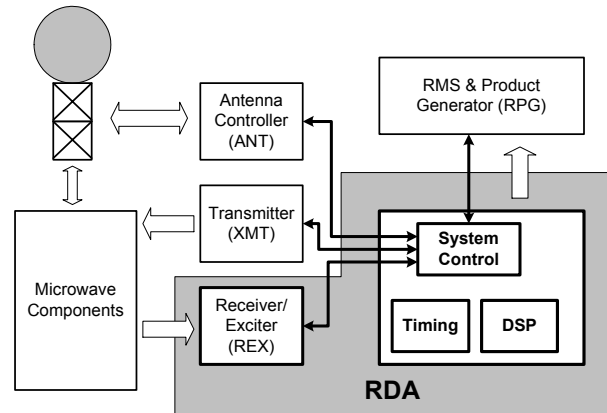 Antenna
Controller
(ANT)
RMS & Product
Generator (RPG)
Transmitter
(XMT)
System
Control
Microwave
Components
Receiver/
Exciter
(REX)
Timing
DSP
RDA